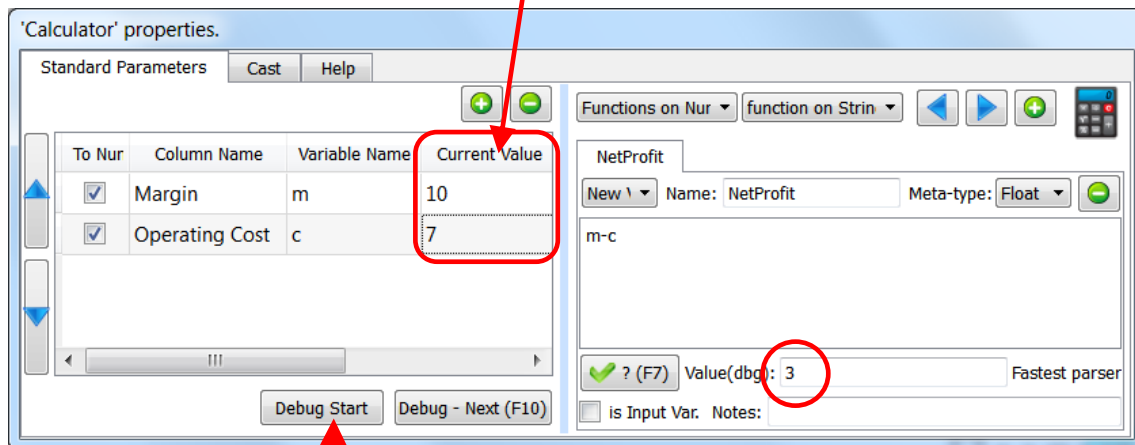 'Calculator' properties.
Standard Parameters Cast Help
To Nur Column Name Variable Name Current Value
Margin m 10
Operating Cost c 7
Debug Start Debug - Next (F10)
Functions on Nur function on Strin
NetProfit
New Name: NetProfit Meta-type: Float
m-c
? (F7) Value(dbg): 3 Fastest parser
is Input Var. Notes: